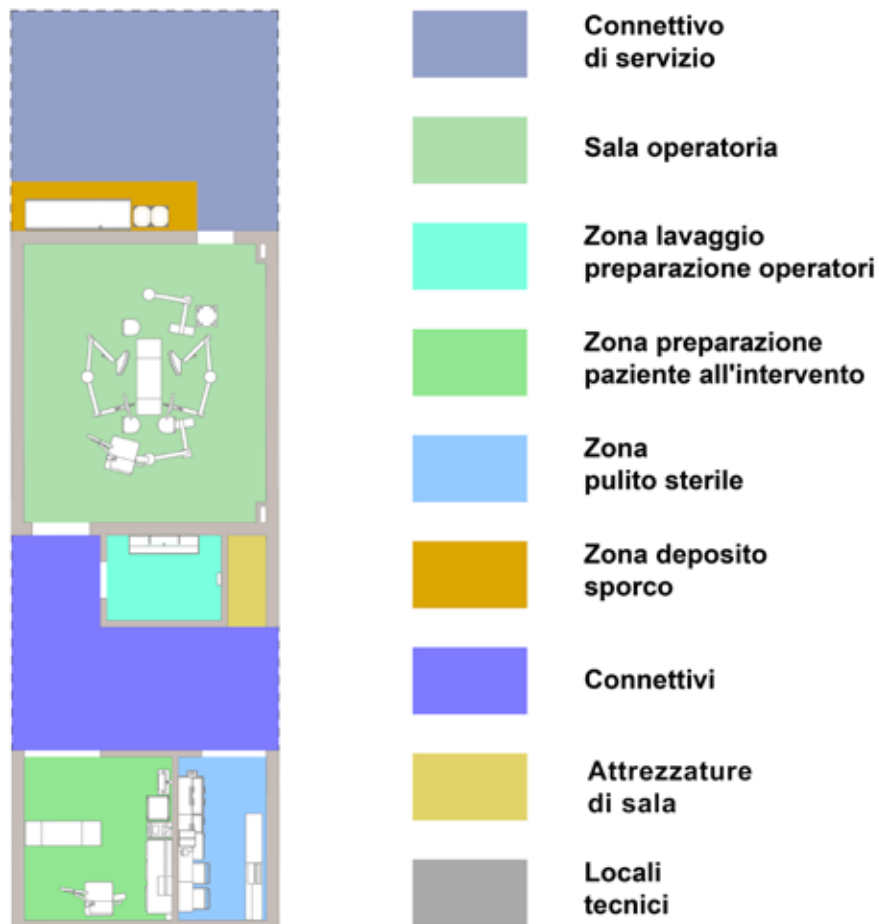 Connettivo
di servizio
Sala operatoria
Zona lavaggio
preparazione operatori
Zona preparazione
paziente all'intervento
Zona
pulito sterile
Zona deposito
sporco
Connettivi
Attrezzature
di sala
Locali
tecnici